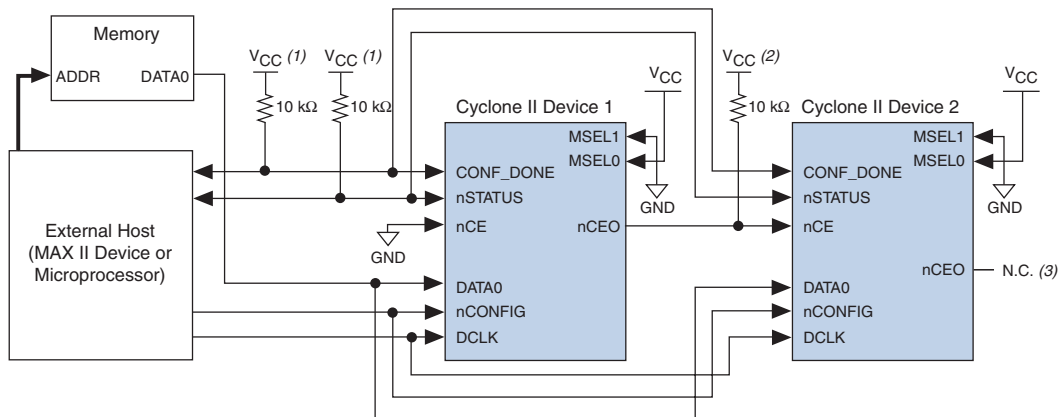 Memory
ADDR
DATA0
VCC (1)
VCC (1)
10 kΩ
10 kΩ
External Host
(MAX II Device or
Microprocessor)
GND
Cyclone II Device 1
MSEL1
MSEL0
CONF_DONE
nSTATUS
nCE
nCEO
DATA0
nCONFIG
DCLK
VCC
GND
VCC (2)
10 kΩ
Cyclone II Device 2
MSEL1
MSEL0
CONF_DONE
nSTATUS
nCE
nCEO
DATA0
nCONFIG
DCLK
VCC
GND
N.C. (3)